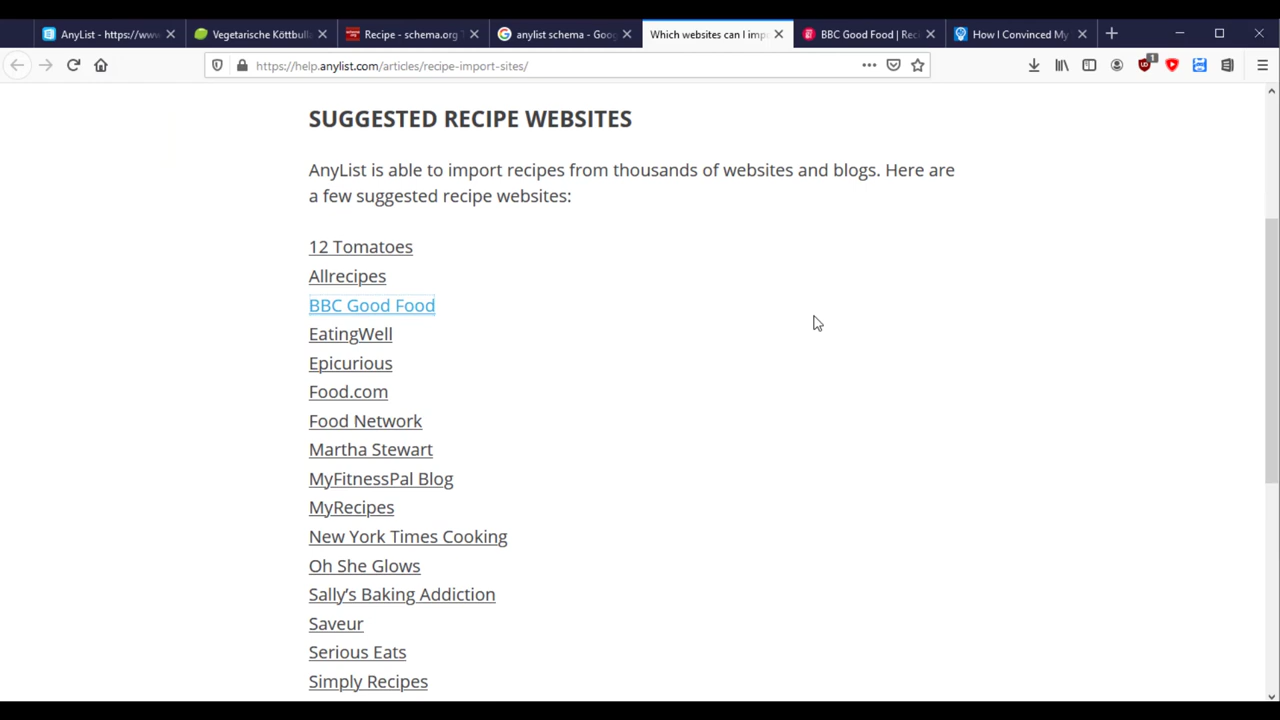 AnyList - https://www
Vegetarische Köttbull
Recipe - schema.org
anylist schema - Goo
Which websites can I imp
BBC Good Food | Rec
How I Convinced My
https://help.anylist.com/articles/recipe-import-sites/
1
SUGGESTED RECIPE WEBSITES
AnyList is able to import recipes from thousands of websites and blogs. Here are
a few suggested recipe websites:
12 Tomatoes
Allrecipes
BBC Good Food
EatingWell
Epicurious
Food.com
Food Network
Martha Stewart
MyFitnessPal Blog
MyRecipes
New York Times Cooking
Oh She Glows
Sally’s Baking Addiction
Saveur
Serious Eats
Simply Recipes